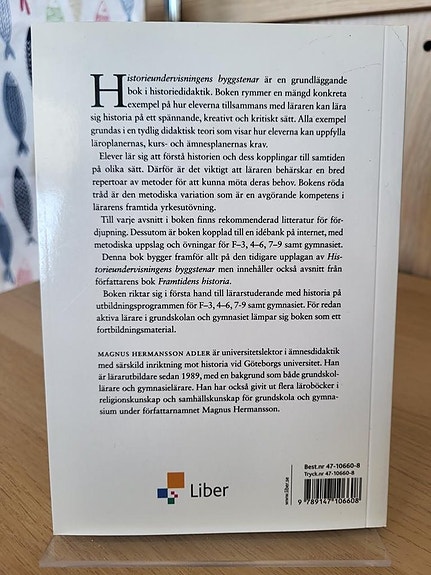 Historieundervisningens byggstenar är en grundläggande
bok i historiedidaktik. Boken rymmer en mängd konkreta
exempel på hur eleverna tillsammans med läraren kan lära
sig historia på ett spännande, kreativt och kritiskt sätt. Alla exempel
grundas i en tydlig didaktisk teori som visar hur eleverna kan uppfylla
läroplanernas, kurs- och ämnesplanernas krav.
Elever lär sig att förstå historien och dess kopplingar till samtiden
på olika sätt. Därför är det viktigt att läraren behärskar en bred
repertoar av metoder för att kunna möta deras behov. Bokens röda
tråd är den metodiska variation som är en avgörande kompetens i
lärarens framtida yrkesutövning.
Till varje avsnitt i boken finns rekommenderad litteratur för för-
djupning. Dessutom är boken kopplad till en idébank på internet, med
metodiska uppslag och övningar för F–3, 4–6, 7–9 samt gymnasiet.
Denna bok bygger framför allt på den tidigare upplagan av His-
torieundervisningens byggstenar men innehåller också avsnitt från
författarens bok Framtidens historia.
Boken riktar sig i första hand till lärarstuderande med historia på
utbildningsprogrammen för F–3, 4–6, 7–9 samt gymnasiet. För redan
aktiva lärare i grundskolan och gymnasiet lämpar sig boken som ett
fortbildningsmaterial.
MAGNUS HERMANSSON ADLER är universitetslektor i ämnesdidaktik
med särskild inriktning mot historia vid Göteborgs universitet. Han
är lärarutbildare sedan 1989, med en bakgrund som både grundskol-
lärare och gymnasielärare. Han har också givit ut flera läroböcker i
religionskunskap och samhällskunskap för grundskola och gymna-
sium under författarnamnet Magnus Hermansson.
Liber
www.liber.se
Best.nr 47-10660-8
Tryck.nr 47-10660-8
9 789147 106608